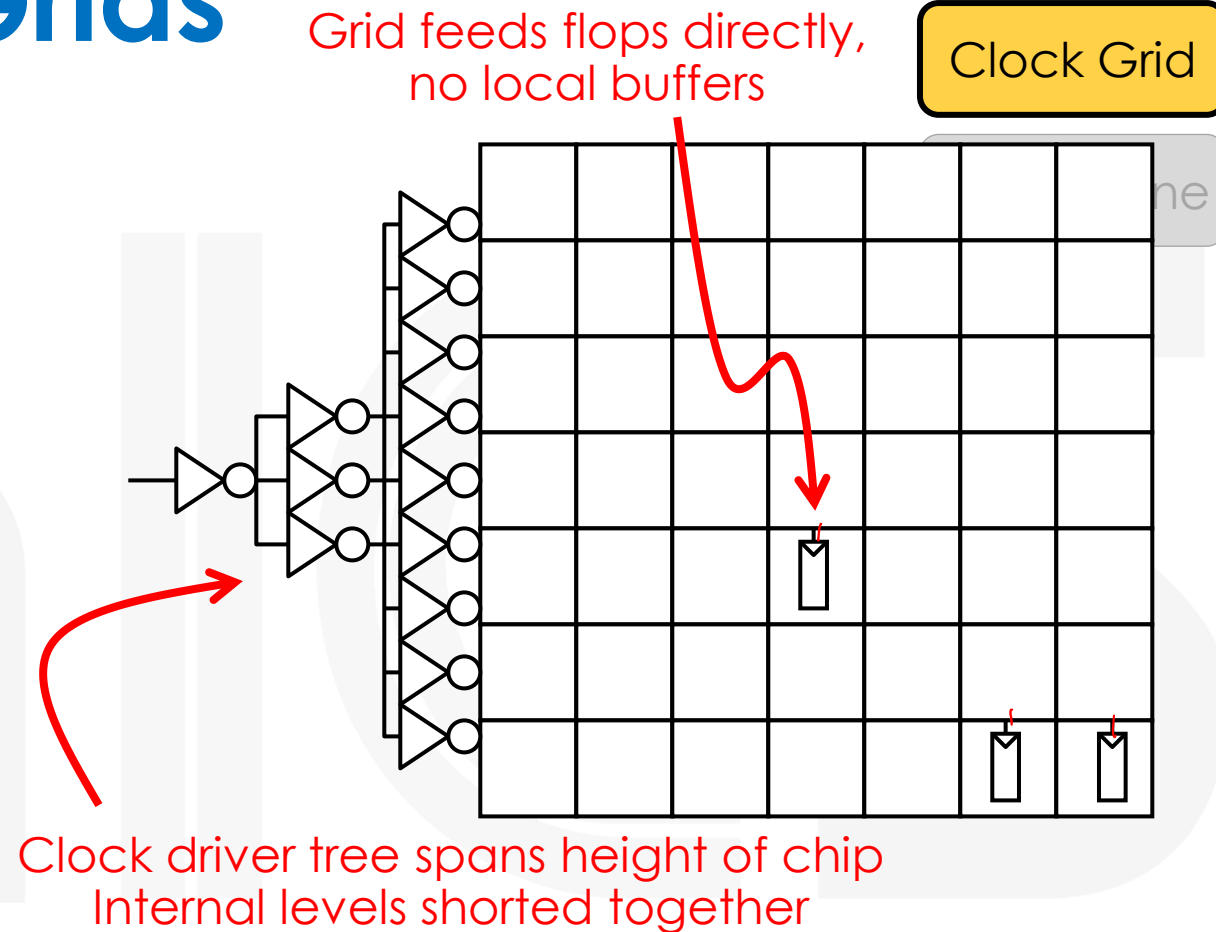 Grids
Grid feeds flops directly,
no local buffers
Clock Grid
Clock driver tree spans height of chip
Internal levels shorted together